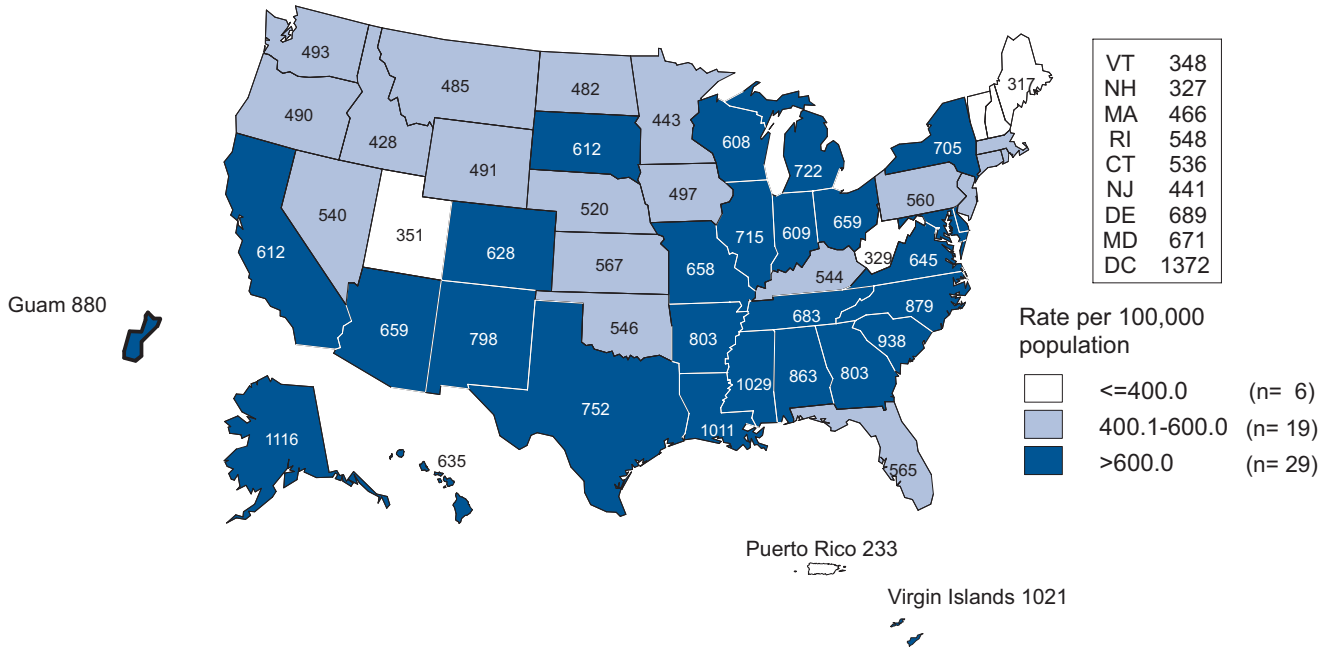 493
317
VT 348
NH 327
MA 466
RI 548
CT 536
NJ 441
DE 689
MD 671
DC 1372
485
482
443
490
428
612
608
722
705
491
497
520
560
540
351
715
609
659
612
628
567
658
329
645
544
Guam 880
659
798
546
803
683
879
938
1029
863
803
752
1011
1116
635
565
Rate per 100,000
population
<=400.0 (n= 6)
400.1-600.0 (n= 19)
>600.0 (n= 29)
Puerto Rico 233
Virgin Islands 1021